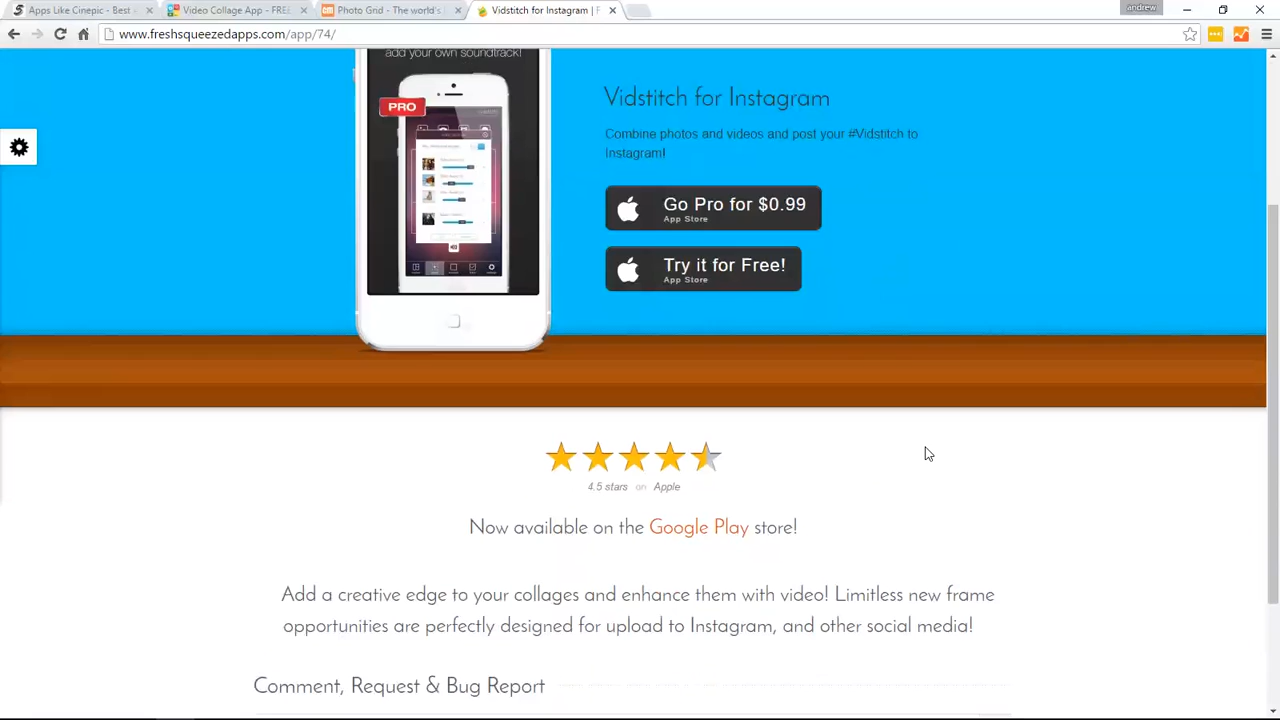 Apps Like Cinepic - Best -
Video Collage App - FREE
Photo Grid - The world's
Vidstitch for Instagram | F
andrew
www.freshsqueezedapps.com/app/74/
add your own soundtrack!
PRO
Vidstitch for Instagram
Combine photos and videos and post your #Vidstitch to
Instagram!
Go Pro for $0.99
App Store
Try it for Free!
App Store
4.5 stars on Apple
Now available on the Google Play store!
Add a creative edge to your collages and enhance them with video! Limitless new frame
opportunities are perfectly designed for upload to Instagram, and other social media!
Comment, Request & Bug Report